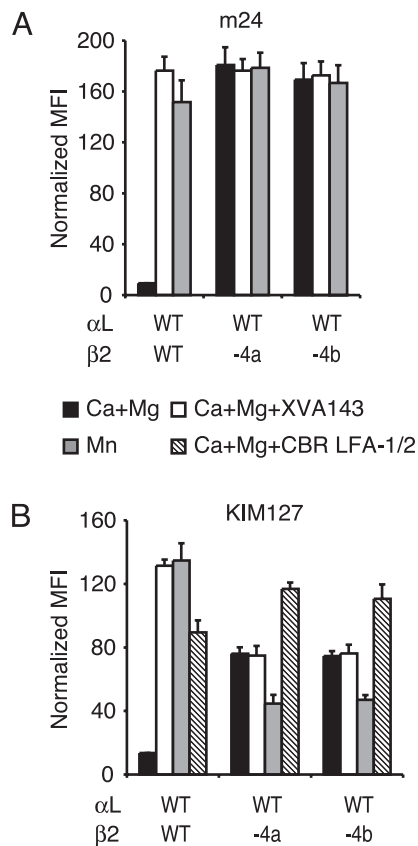 A
m24
Normalized MFI
200
160
120
80
40
0
αL WT WT WT
β2 WT -4a -4b
Ca+Mg Ca+Mg+XVA143
Mn Ca+Mg+CBR LFA-1/2
B
KIM127
Normalized MFI
160
120
80
40
0
αL WT WT WT
β2 WT -4a -4b